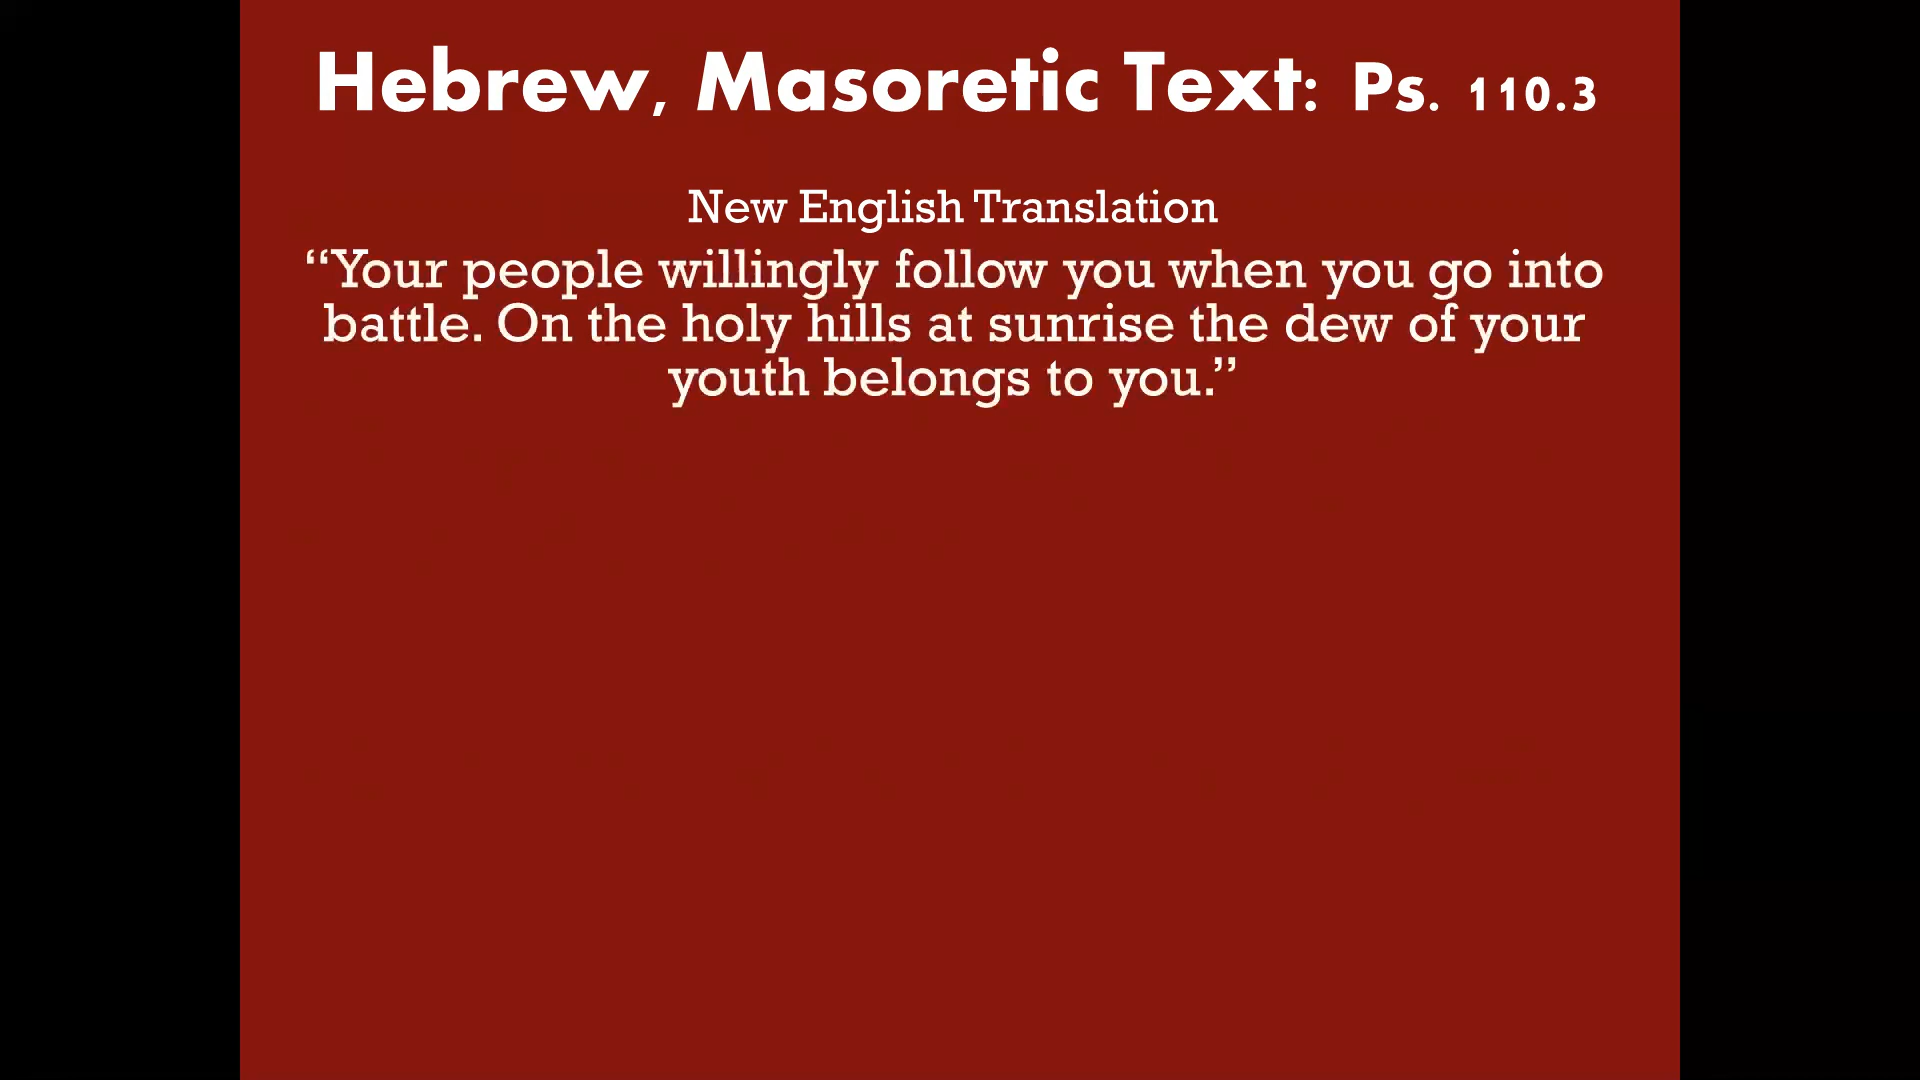 Hebrew, Masoretic Text: Ps. 110.3
New English Translation
“Your people willingly follow you when you go into
battle. On the holy hills at sunrise the dew of your
youth belongs to you.”